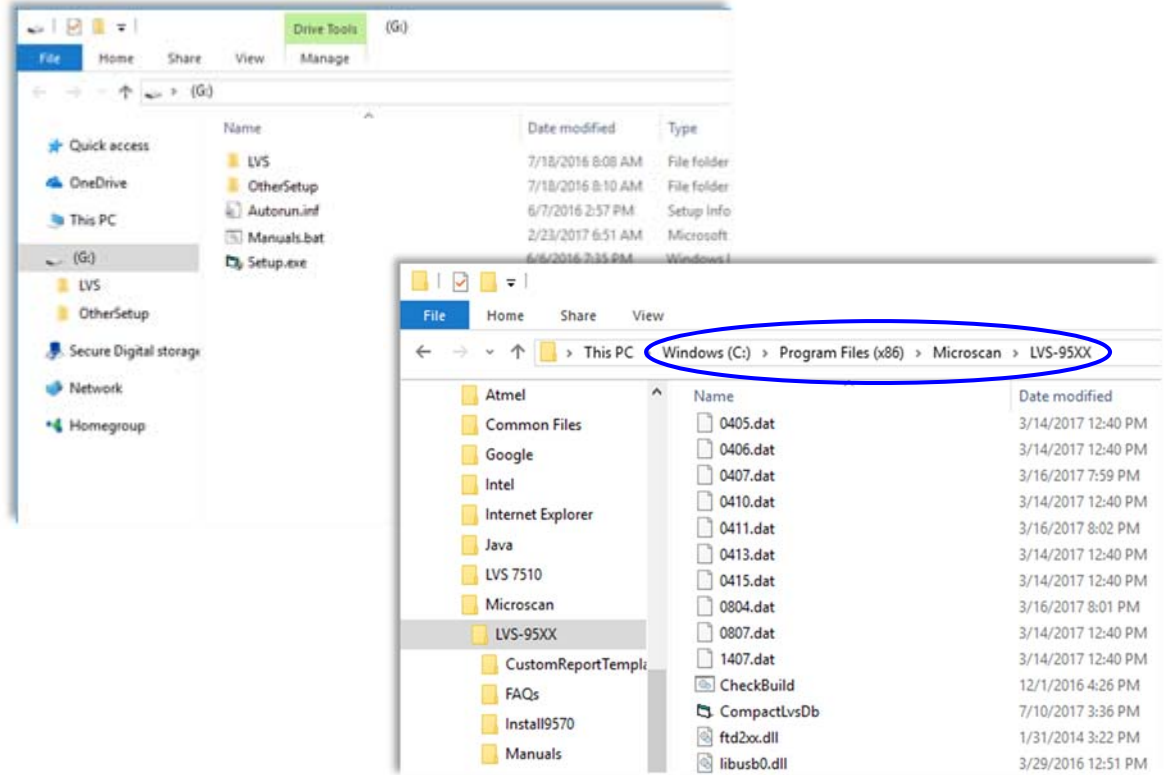 Drive Tools (G:)
File Home Share View Manage
(G:)
Name Date modified Type
Quick access
OneDrive
This PC
(G:)
LVS
OtherSetup
Secure Digital storage
Network
Homegroup
LVS 7/18/2016 8:08 AM File folder
OtherSetup 7/18/2016 8:10 AM File folder
Autorun.inf 6/7/2016 2:57 PM Setup Info
Manuals.bat 2/23/2017 6:51 AM Microsoft
Setup.exe 6/6/2016 7:35 PM Windows
File Home Share View
This PC Windows (C:) Program Files (x86) Microscan LVS-95XX
Atmel
Common Files
Google
Intel
Internet Explorer
Java
LVS 7510
Microscan
LVS-95XX
CustomReportTempla
FAQs
Install9570
Manuals
Name Date modified
0405.dat 3/14/2017 12:40 PM
0406.dat 3/14/2017 12:40 PM
0407.dat 3/16/2017 7:59 PM
0410.dat 3/14/2017 12:40 PM
0411.dat 3/16/2017 8:02 PM
0413.dat 3/14/2017 12:40 PM
0415.dat 3/14/2017 12:40 PM
0804.dat 3/16/2017 8:01 PM
0807.dat 3/14/2017 12:40 PM
1407.dat 3/14/2017 12:40 PM
CheckBuild 12/1/2016 4:26 PM
CompactLvsDb 7/10/2017 3:36 PM
ftd2xx.dll 1/31/2014 3:22 PM
libusb0.dll 3/29/2016 12:51 PM